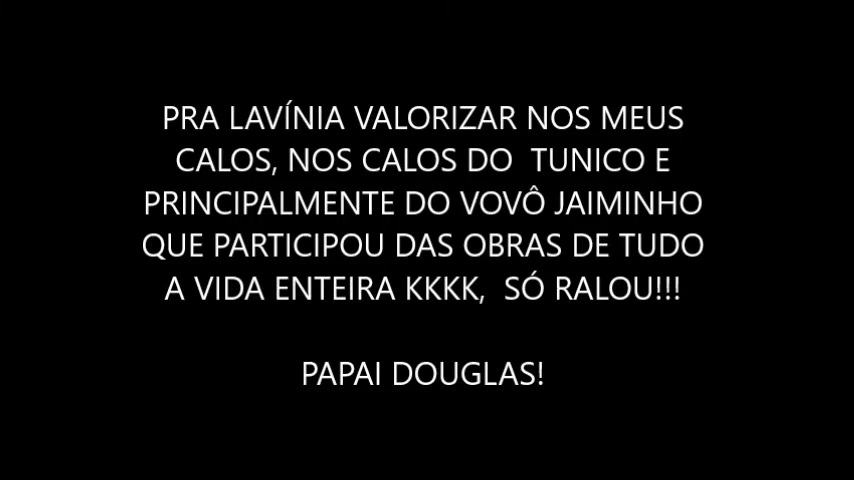 PRA LAVÍNIA VALORIZAR NOS MEUS
CALOS, NOS CALOS DO  TUNICO E
PRINCIPALMENTE DO VOVÔ JAIMINHO
QUE PARTICIPOU DAS OBRAS DE TUDO
A VIDA ENTEIRA KKKK,  SÓ RALOU!!!
PAPAI DOUGLAS!